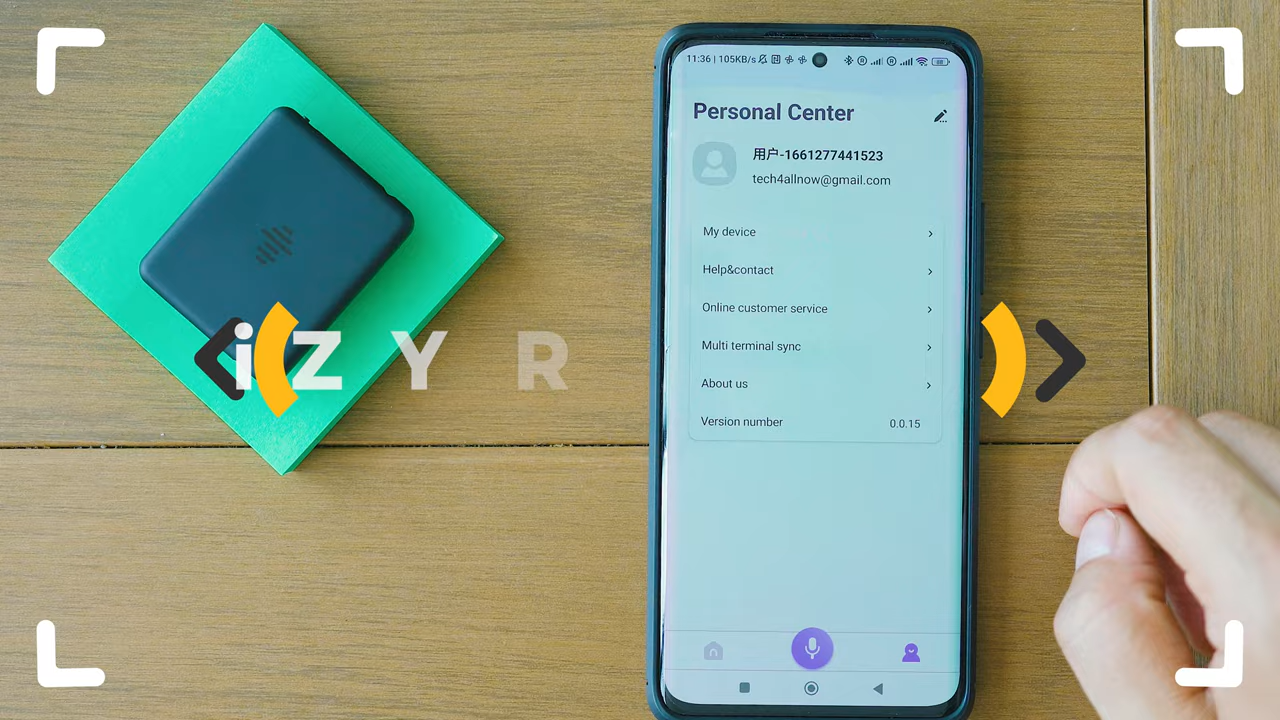 11:36 | 105KB/s
Personal Center
用户-1661277441523
tech4allnow@gmail.com
My device
Help&contact
Online customer service
Multi terminal sync
About us
Version number 0.0.15
iZYR